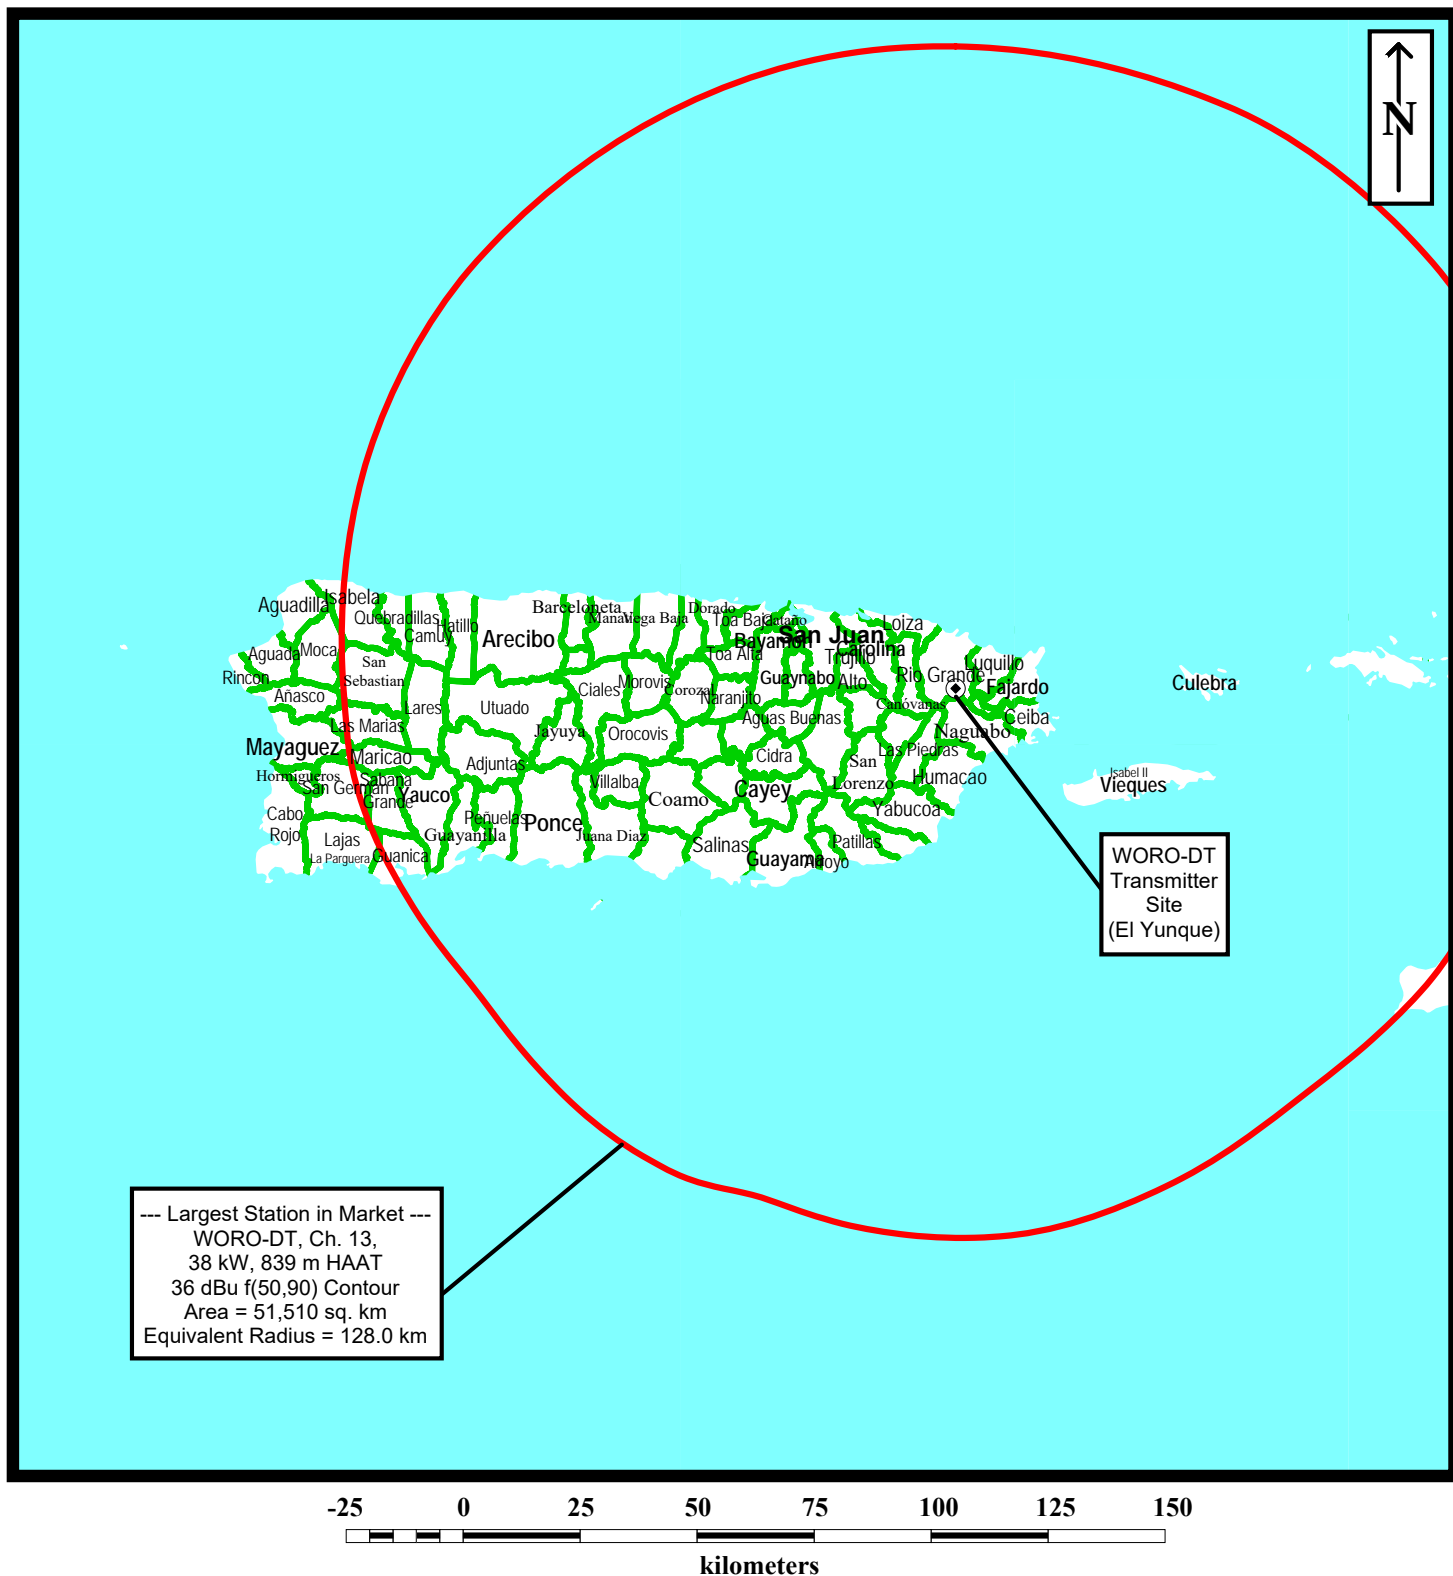 N
Aguadilla
Isabela
Quebradillas
Camuy
Hatillo
Arecibo
Barceloneta
Manati
Vega Baja
Dorado
Toa Baja
Cataño
San Juan
Bayamon
Carolina
Loiza
Aguada
Moca
San
Sebastian
Toa Alta
Trujillo
Alto
Luquillo
Rincon
Añasco
Lares
Utuado
Ciales
Morovis
Corozal
Naranjito
Guaynabo
Rio Grande
Fajardo
Culebra
Canóvanas
Las Marias
Jayuya
Orocovis
Aguas Buenas
Naguabo
Ceiba
Mayaguez
Maricao
Adjuntas
Cidra
San
Lorenzo
Las Piedras
Humacao
Hormigueros
San German
Sabana
Grande
Yauco
Villalba
Coamo
Cayey
Isabel II
Vieques
Cabo
Rojo
Lajas
La Parguera
Guanica
Guayanilla
Peñuelas
Ponce
Juana Diaz
Salinas
Guayama
Arroyo
Patillas
Yabucoa
WORO-DT
Transmitter
Site
(El Yunque)
--- Largest Station in Market ---
WORO-DT, Ch. 13,
38 kW, 839 m HAAT
36 dBu f(50,90) Contour
Area = 51,510 sq. km
Equivalent Radius = 128.0 km
-25 0 25 50 75 100 125 150
kilometers